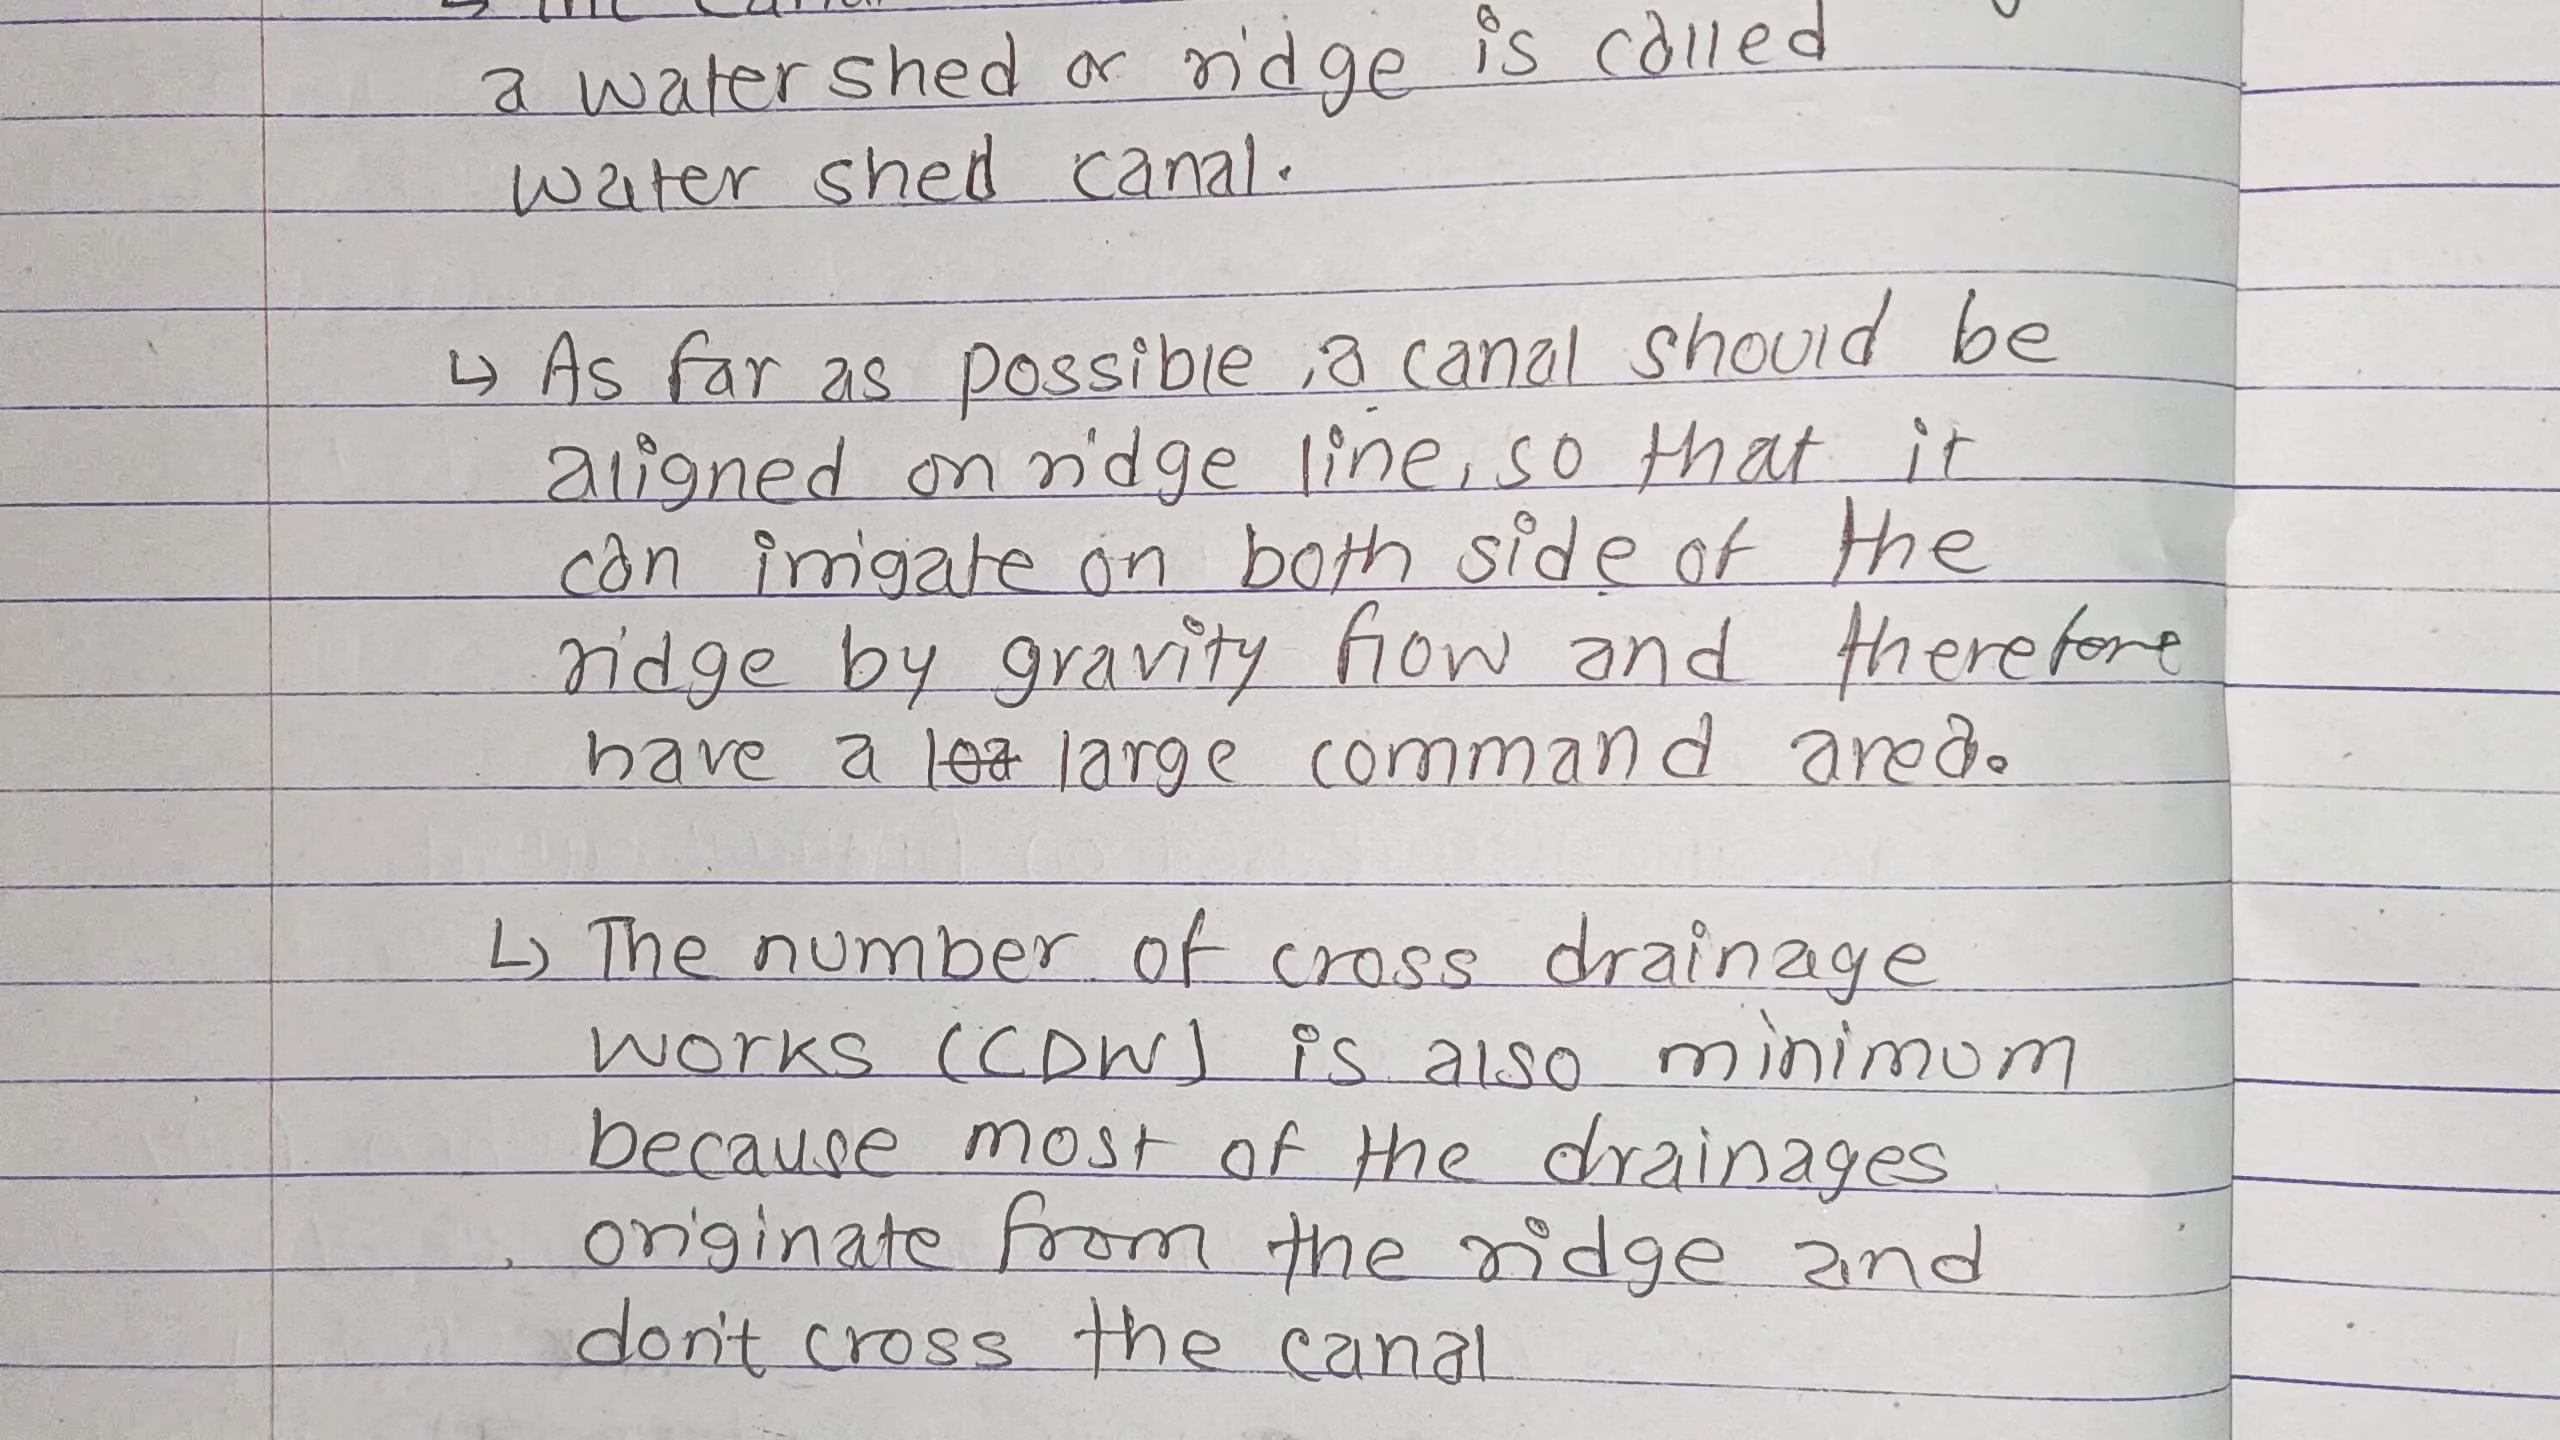 ↳ The canal
a water shed or ridge is called
water shed canal.
↳ As far as possible, a canal should be
aligned on ridge line, so that it
can irrigate on both side of the
ridge by gravity flow and therefore
have a large command area.
↳ The number of cross drainage
works (CDW) is also minimum
because most of the drainages
originate from the ridge and
don't cross the canal